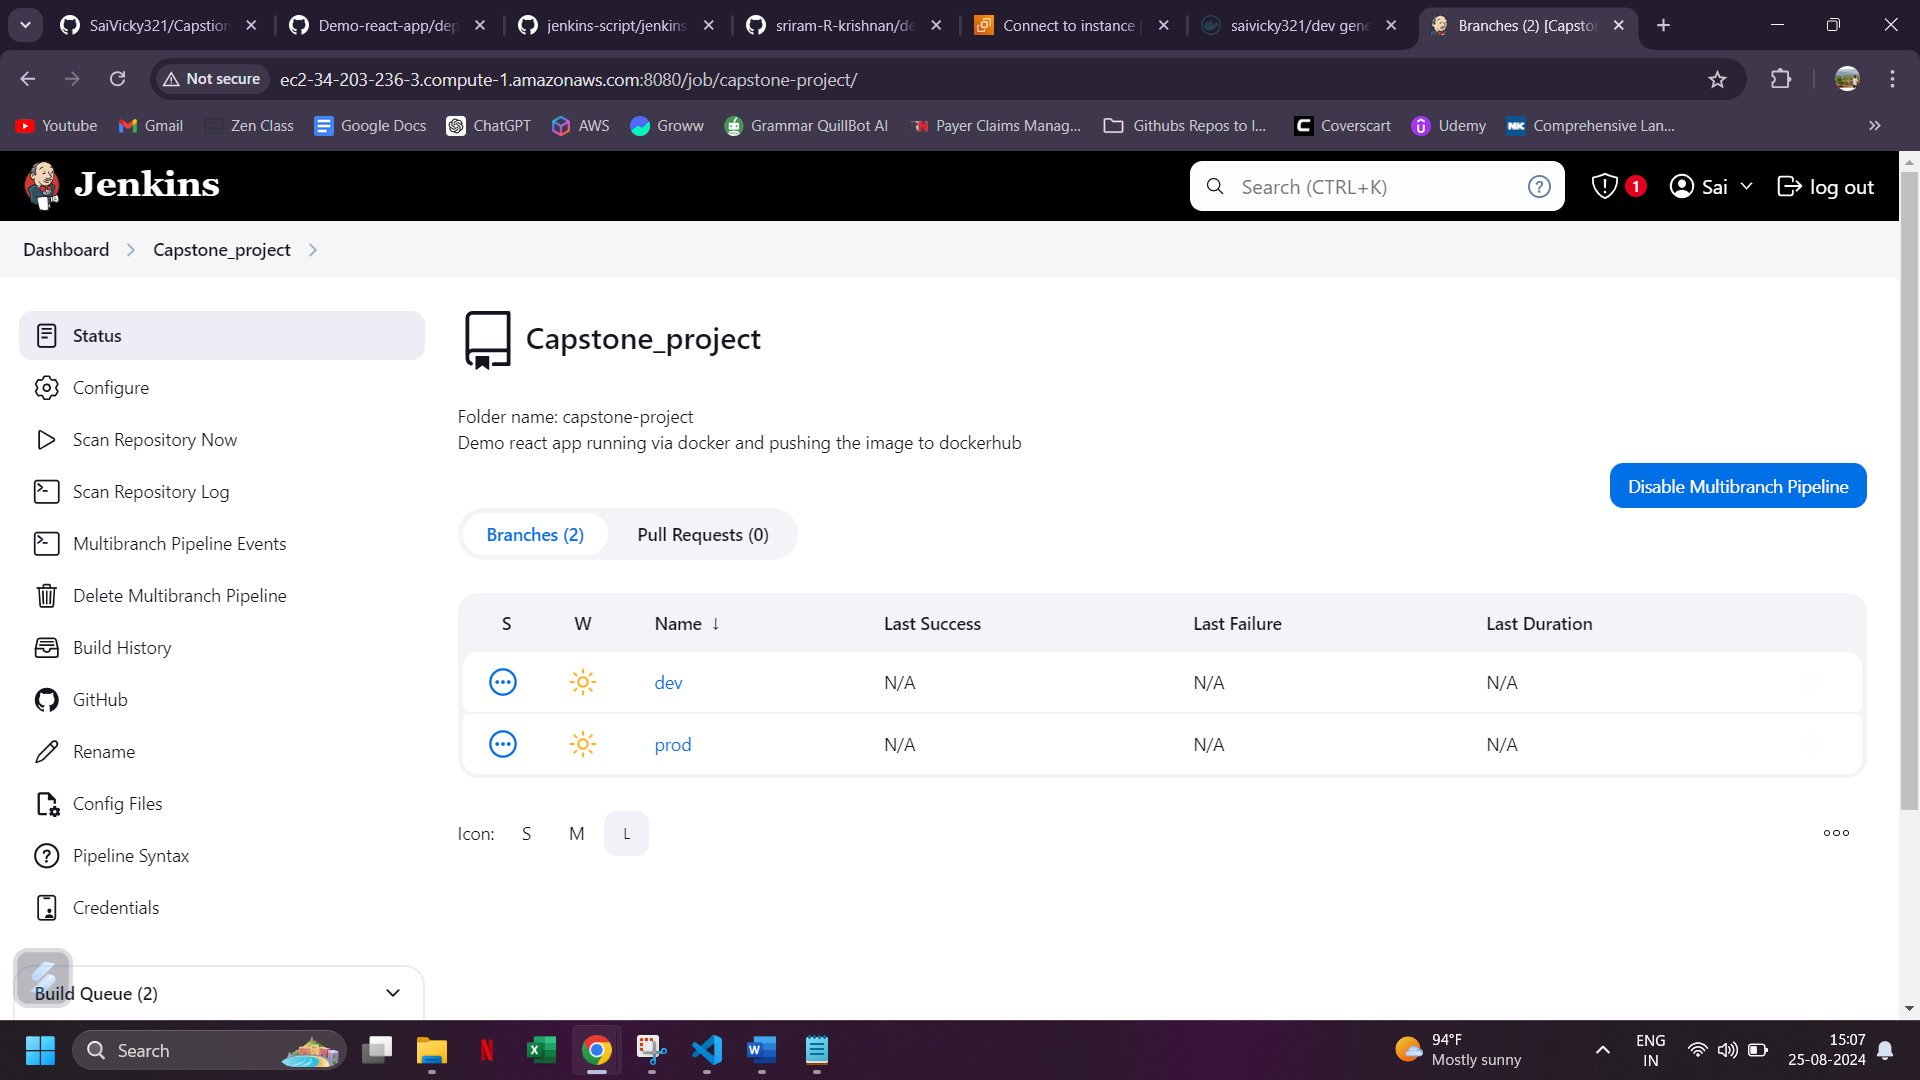 SaiVicky321/Capstion
Demo-react-app/dep
jenkins-script/jenkins
sriram-R-krishnan/de
Connect to instance
saivicky321/dev gene
Branches (2) [Capsto
Not secure
ec2-34-203-236-3.compute-1.amazonaws.com:8080/job/capstone-project/
Youtube
Gmail
Zen Class
Google Docs
ChatGPT
AWS
Groww
Grammar QuillBot AI
Payer Claims Manag...
Githubs Repos to I...
Coverscart
Udemy
NK Comprehensive Lan...
Jenkins
Search (CTRL+K)
1
Sai
log out
Dashboard
Capstone_project
Status
Configure
Scan Repository Now
Scan Repository Log
Multibranch Pipeline Events
Delete Multibranch Pipeline
Build History
GitHub
Rename
Config Files
Pipeline Syntax
Credentials
Build Queue (2)
Capstone_project
Folder name: capstone-project
Demo react app running via docker and pushing the image to dockerhub
Disable Multibranch Pipeline
Branches (2)
Pull Requests (0)
S W Name ↓ Last Success Last Failure Last Duration
dev N/A N/A N/A
prod N/A N/A N/A
Icon: S M L
Search
94°F
Mostly sunny
ENG
IN
15:07
25-08-2024